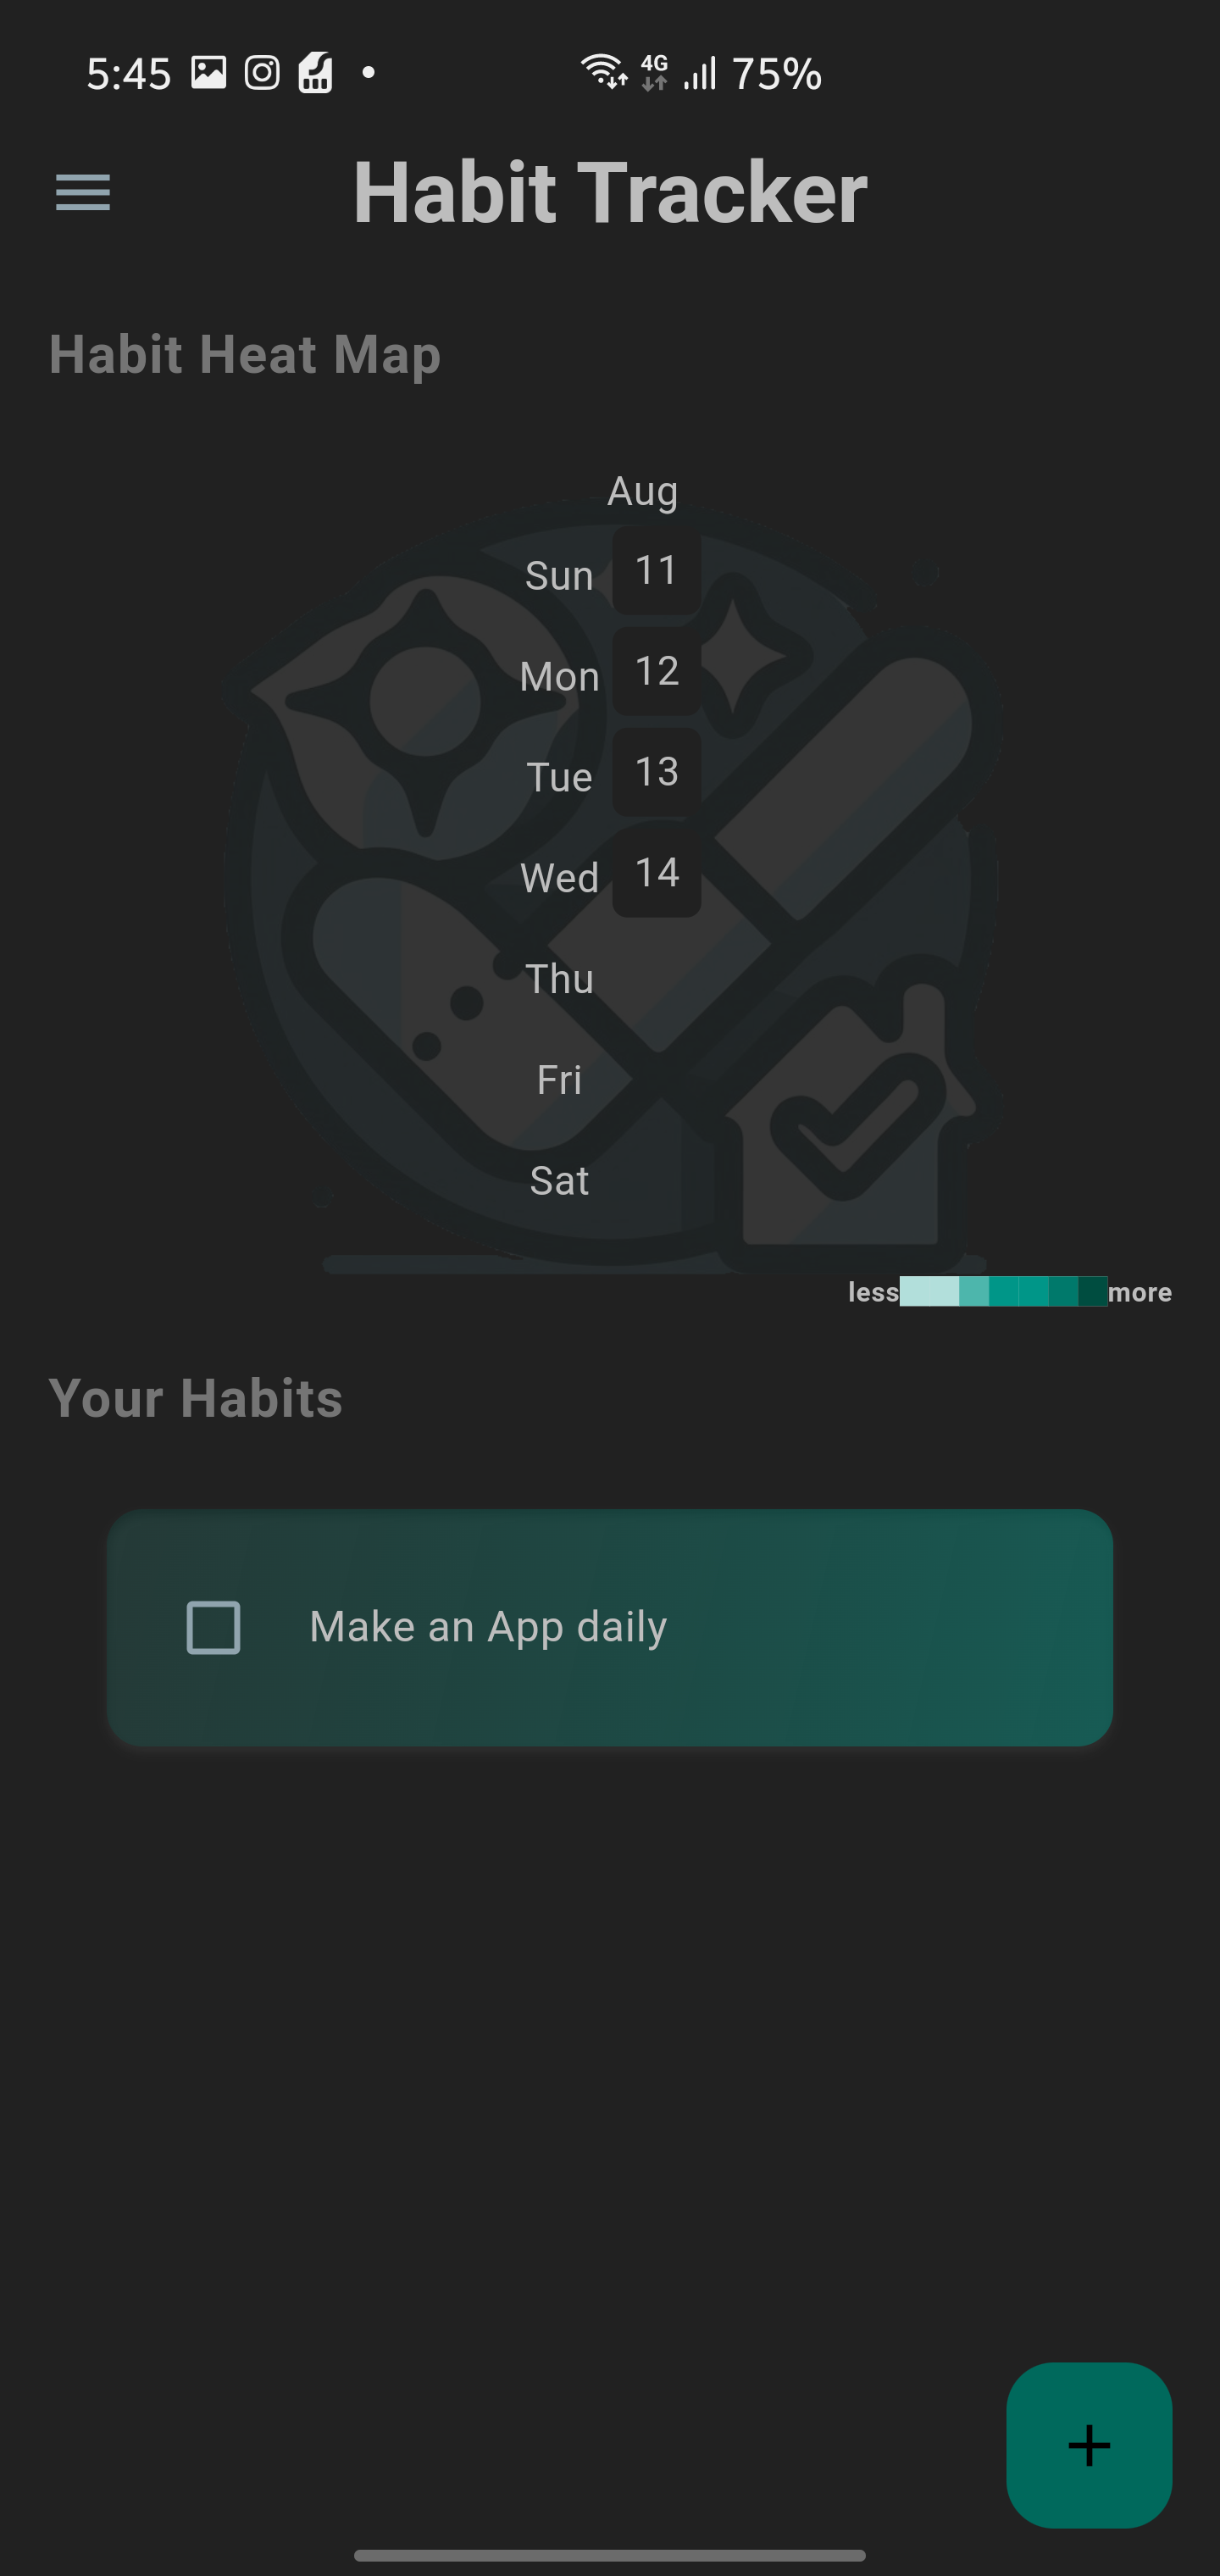 5:45 4G 75%
Habit Tracker
Habit Heat Map
Aug
Sun 11
Mon 12
Tue 13
Wed 14
Thu
Fri
Sat
less more
Your Habits
Make an App daily
+